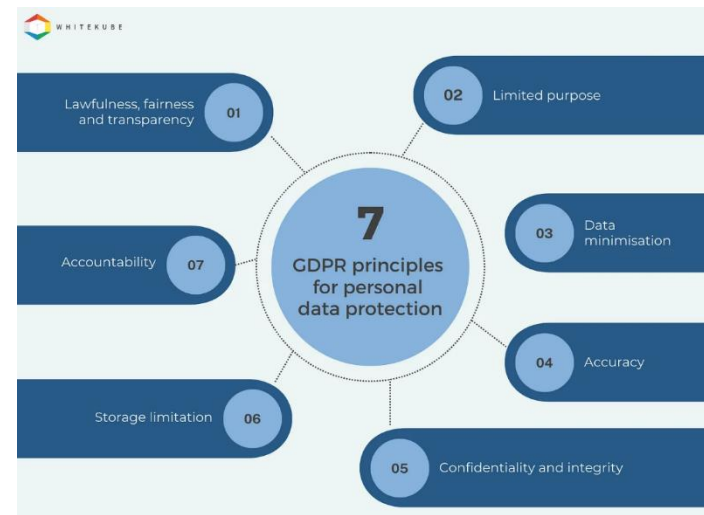 WHITEKUBE
Lawfulness, fairness
and transparency
01
02
Limited purpose
7
GDPR principles
for personal
data protection
03
Data
minimisation
Accountability
07
04
Accuracy
Storage limitation
06
05
Confidentiality and integrity